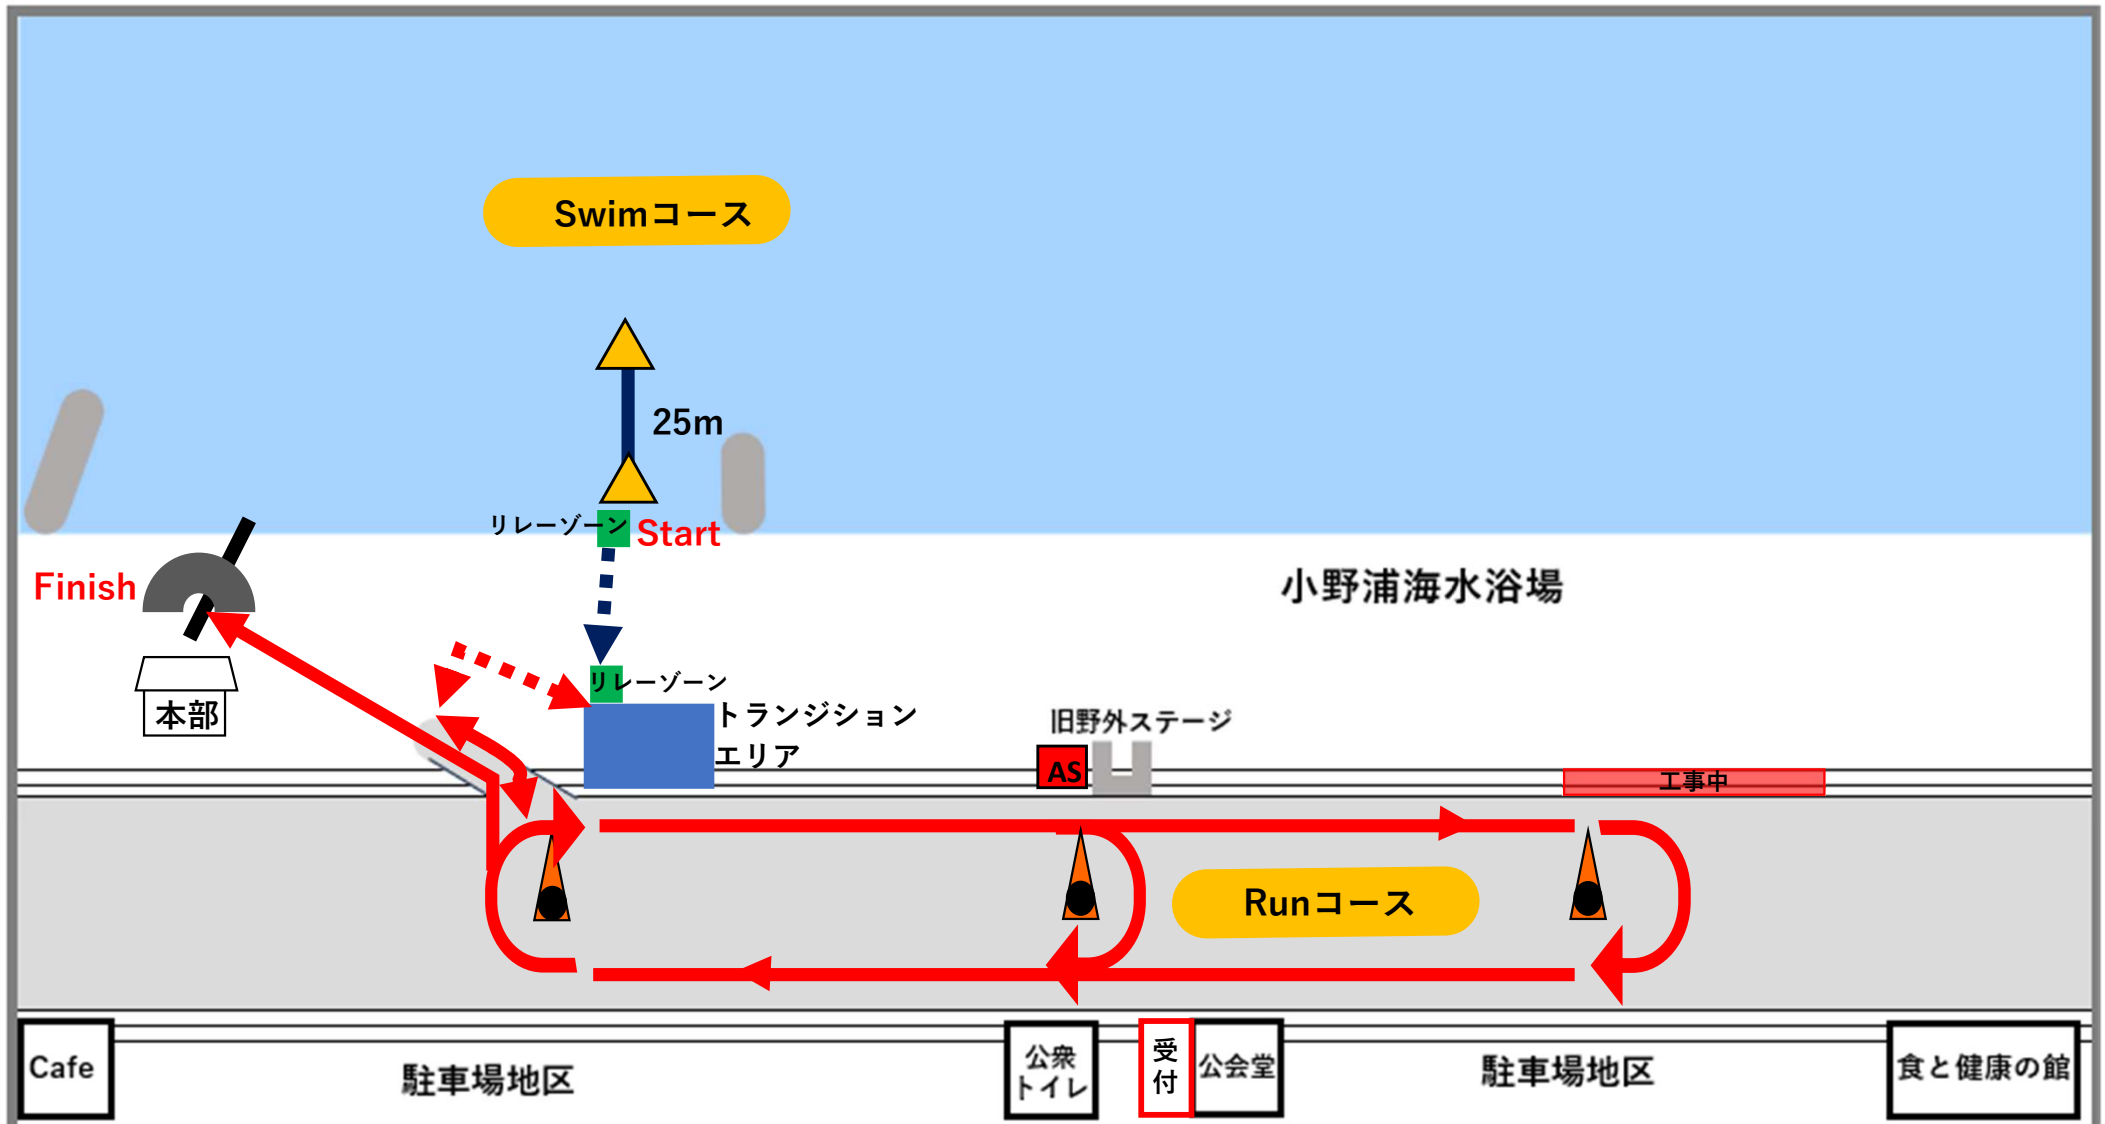 Swimコース
25m
リレーゾーン
Start
Finish
小野浦海水浴場
リレーゾーン
本部
トランジション
エリア
旧野外ステージ
AS
工事中
Runコース
Cafe
駐車場地区
公衆
トイレ
受
付
公会堂
駐車場地区
食と健康の館